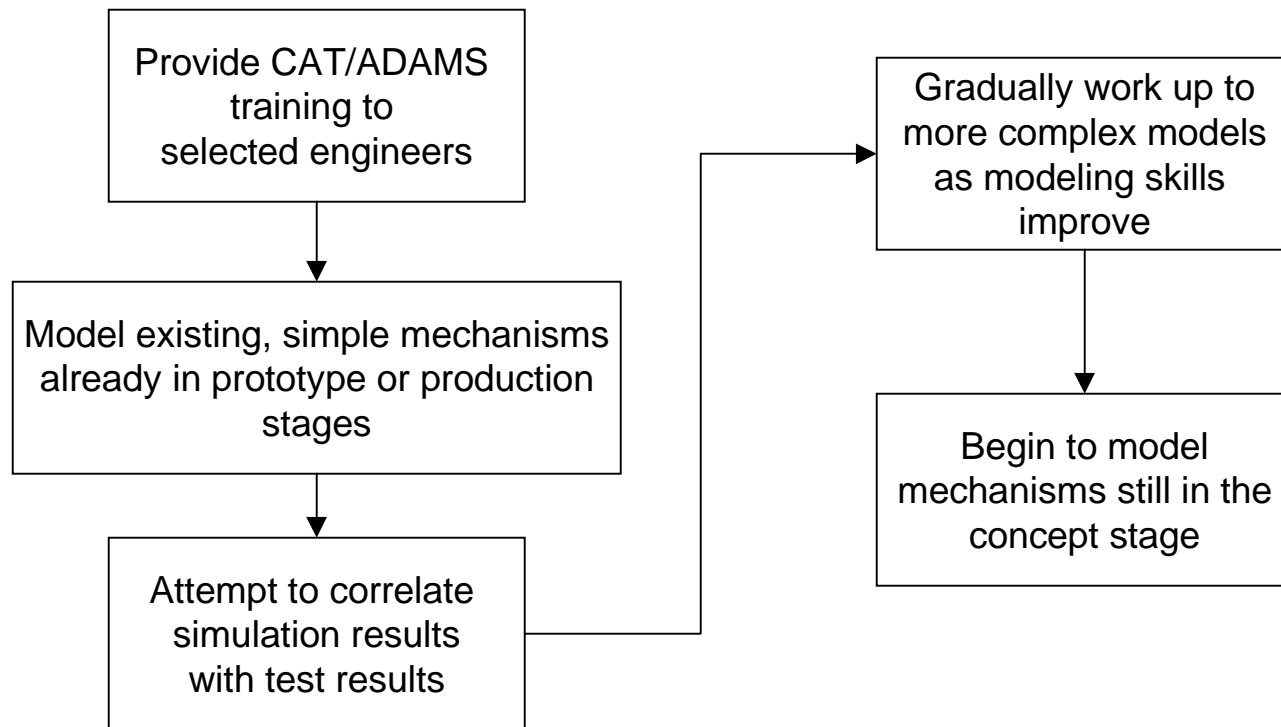 Provide CAT/ADAMS
training to
selected engineers
Model existing, simple mechanisms
already in prototype or production
stages
Attempt to correlate
simulation results
with test results
Gradually work up to
more complex models
as modeling skills
improve
Begin to model
mechanisms still in the
concept stage